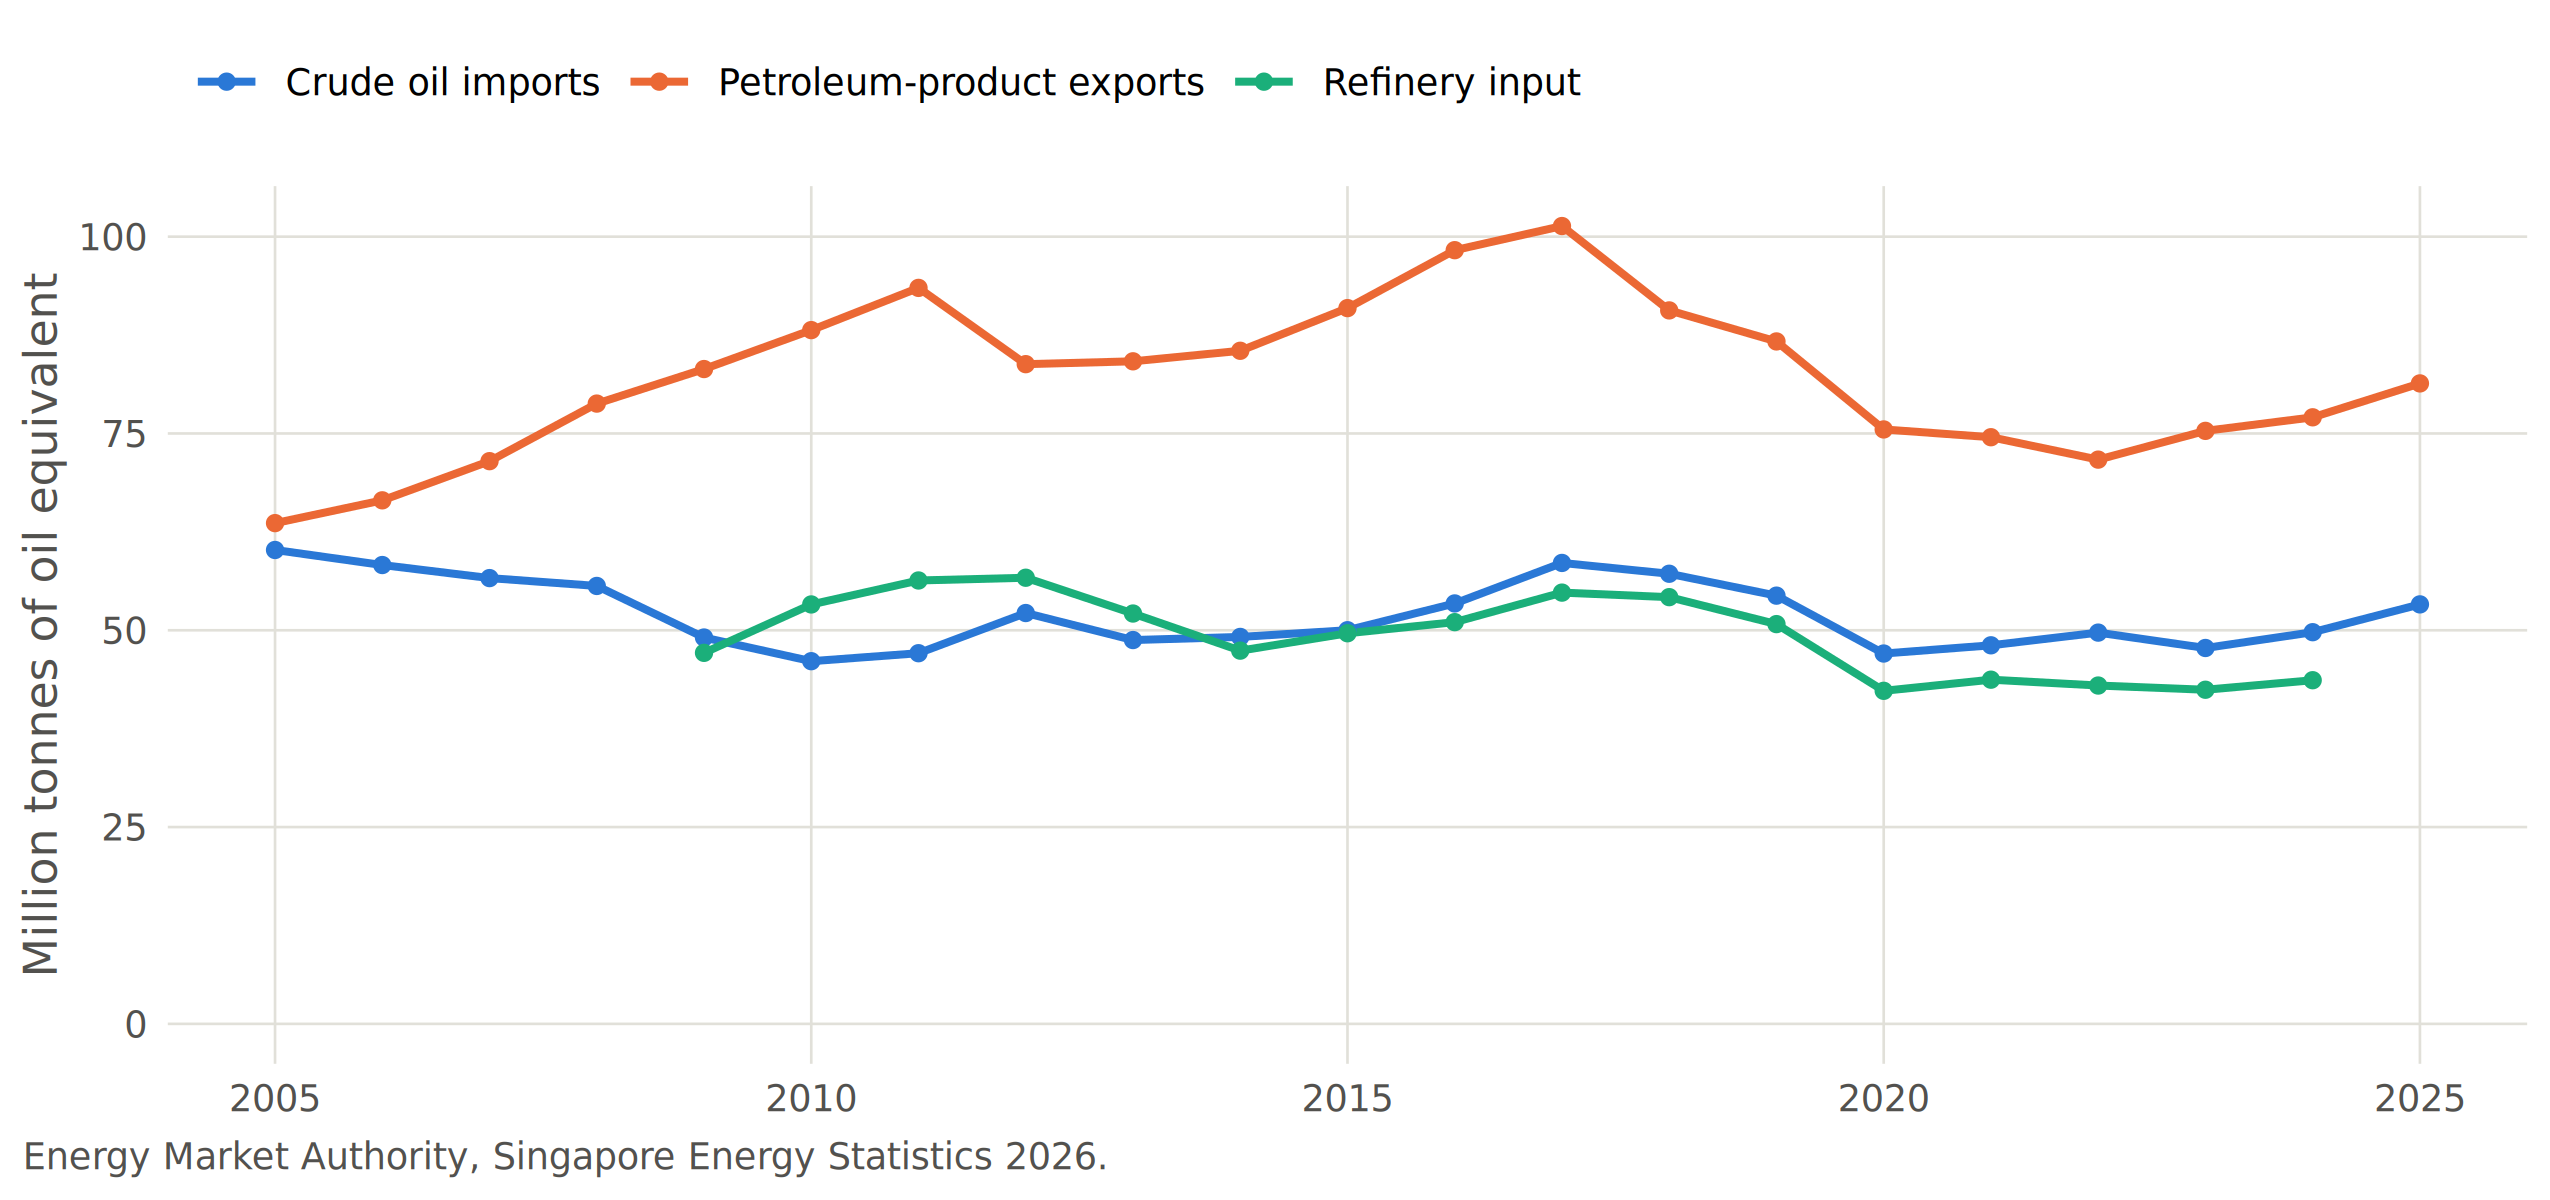 Crude oil imports Petroleum-product exports Refinery input
Million tonnes of oil equivalent
100
75
50
25
0
2005 2010 2015 2020 2025
Energy Market Authority, Singapore Energy Statistics 2026.